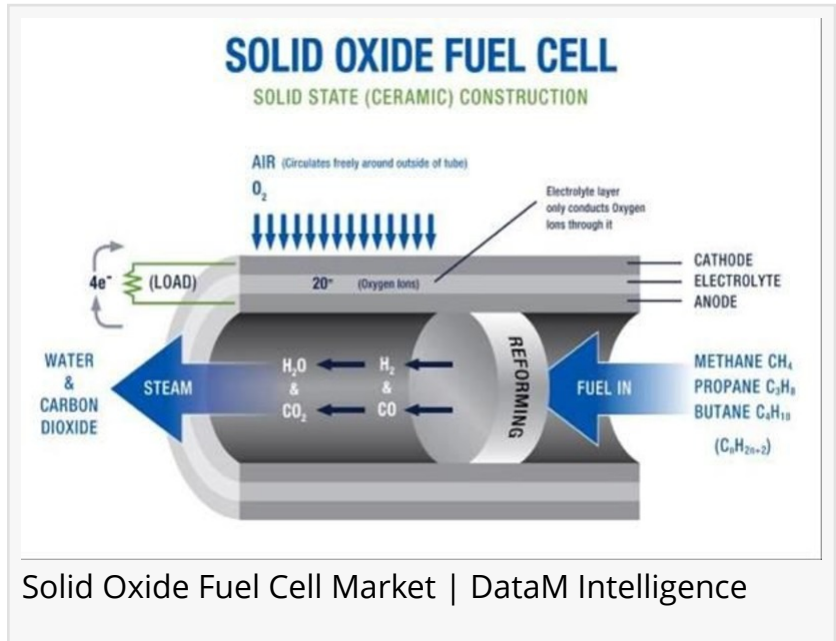 SOLID OXIDE FUEL CELL
SOLID STATE (CERAMIC) CONSTRUCTION
AIR (Circulates freely around outside of tube)
O₂
Electrolyte layer
only conducts Oxygen
Ions through it
CATHODE
ELECTROLYTE
ANODE
4e⁻
(LOAD)
20⁼ (Oxygen Ions)
WATER
&
CARBON
DIOXIDE
STEAM
H₂O
&
CO₂
H₂
&
CO
REFORMING
FUEL IN
METHANE CH₄
PROPANE C₃H₈
BUTANE C₄H₁₀
(CₙH₂ₙ₊₂)
Solid Oxide Fuel Cell Market | DataM Intelligence